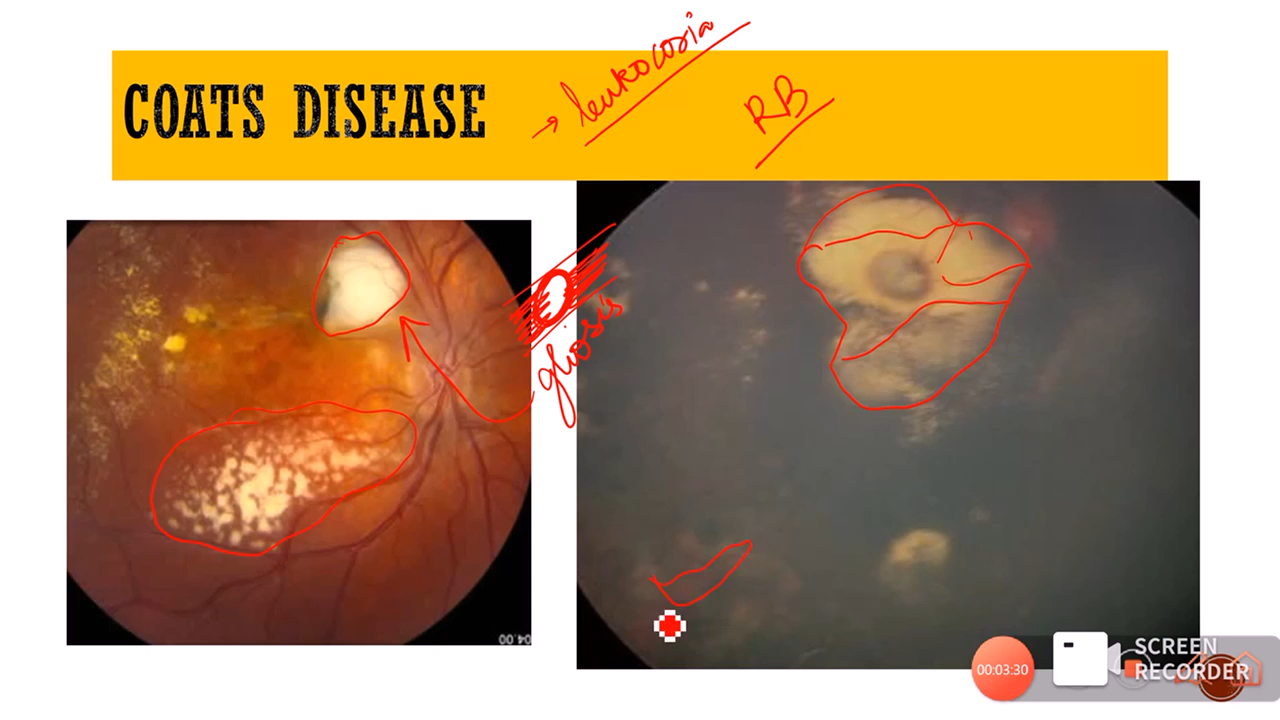 COATS DISEASE
→ leukocoria
RB
gliosis
04.00
00:03:30
SCREEN
RECORDER